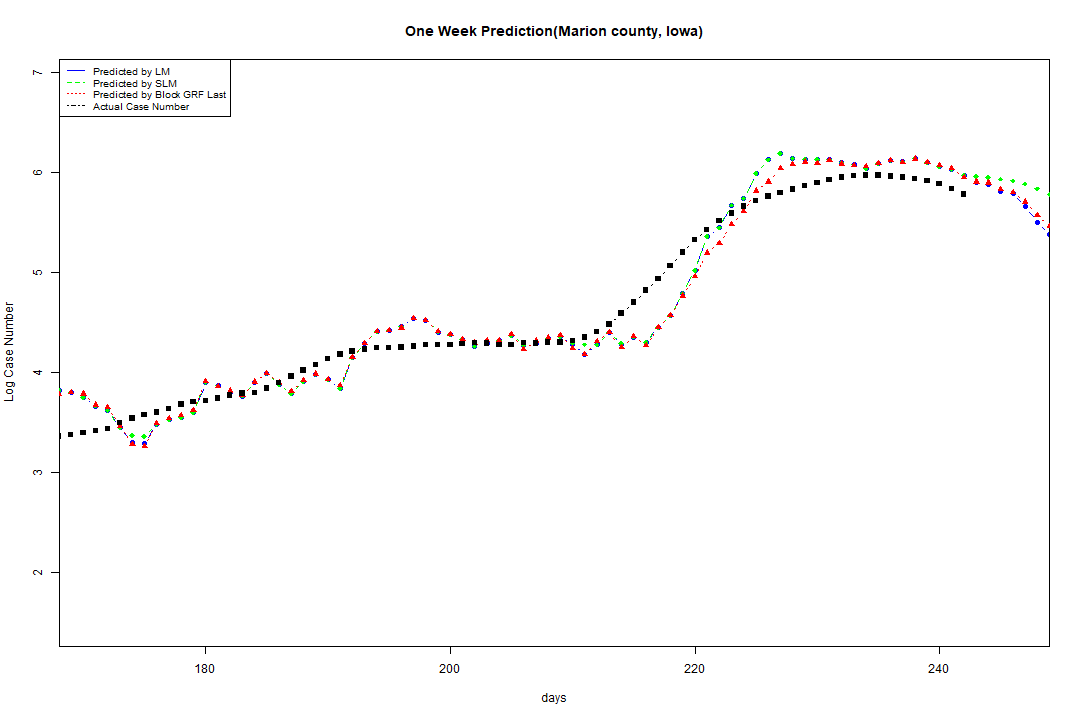 One Week Prediction(Marion county, Iowa)
Predicted by LM
Predicted by SLM
Predicted by Block GRF Last
Actual Case Number
7
6
5
4
3
2
Log Case Number
180 200 220 240
days